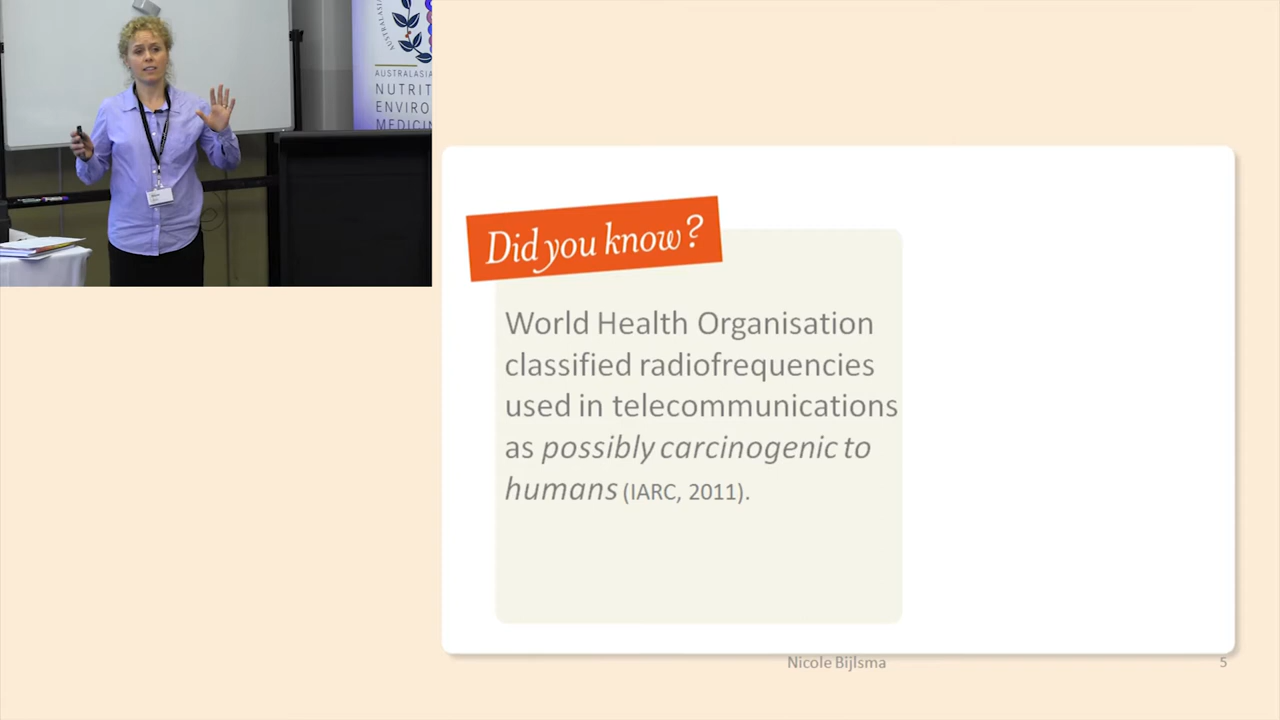 AUSTRALASIA
AUSTRALASIA
NUTRIT
ENVIRO
MEDICIN
Did you know?
World Health Organisation
classified radiofrequencies
used in telecommunications
as possibly carcinogenic to
humans (IARC, 2011).
Nicole Bijlsma
5